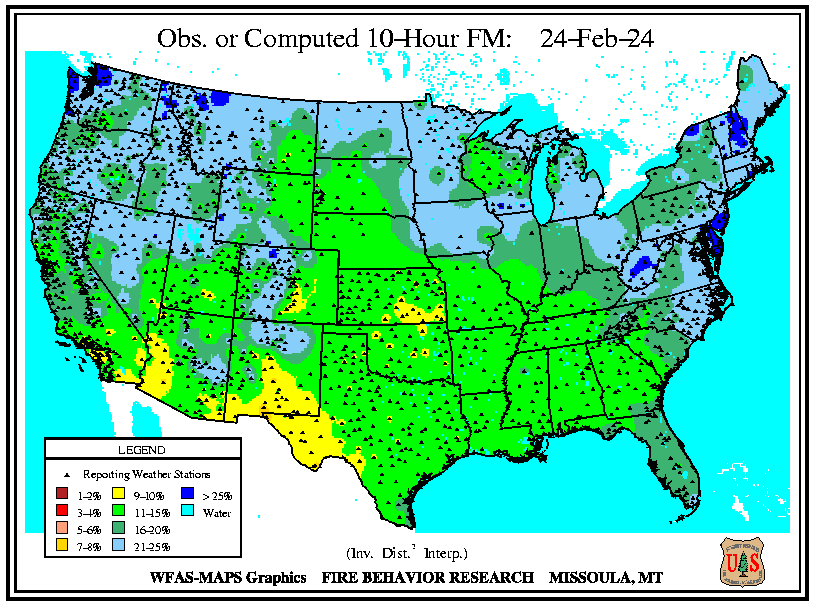 Obs. or Computed 10-Hour FM: 24-Feb-24
LEGEND
Reporting Weather Stations
1-2% 9-10% > 25%
3-4% 11-15% Water
5-6% 16-20%
7-8% 21-25%
(Inv. Dist.² Interp.)
WFAS-MAPS Graphics FIRE BEHAVIOR RESEARCH MISSOULA, MT
U S